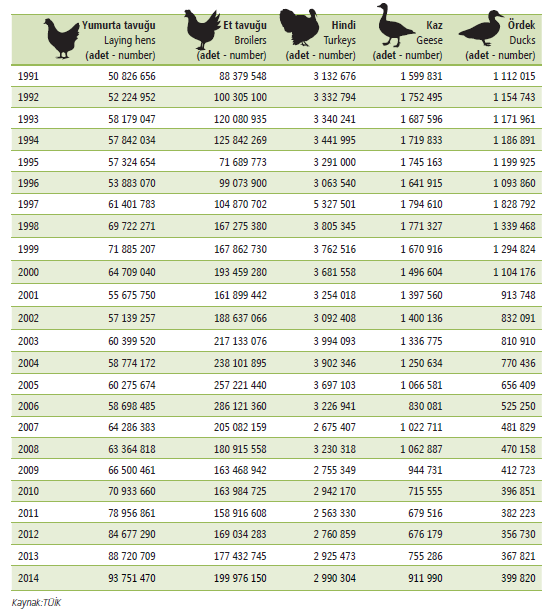 Yumurta tavuğu Et tavuğu Hindi Kaz Ördek
Laying hens Broilers Turkeys Geese Ducks
(adet - number) (adet - number) (adet - number) (adet - number) (adet - number)
1991 50 826 656 88 379 548 3 132 676 1 599 831 1 112 015
1992 52 224 952 100 305 100 3 332 794 1 752 495 1 154 743
1993 58 179 047 120 080 935 3 340 241 1 687 596 1 171 961
1994 57 842 034 125 842 269 3 441 995 1 719 833 1 186 891
1995 57 324 654 71 689 773 3 291 000 1 745 163 1 199 925
1996 53 883 070 99 073 900 3 063 540 1 641 915 1 093 860
1997 61 401 783 104 870 702 5 327 501 1 794 610 1 828 792
1998 69 722 271 167 275 380 3 805 345 1 771 327 1 339 468
1999 71 885 207 167 862 730 3 762 516 1 670 916 1 294 824
2000 64 709 040 193 459 280 3 681 558 1 496 604 1 104 176
2001 55 675 750 161 899 442 3 254 018 1 397 560 913 748
2002 57 139 257 188 637 066 3 092 408 1 400 136 832 091
2003 60 399 520 217 133 076 3 994 093 1 336 775 810 910
2004 58 774 172 238 101 895 3 902 346 1 250 634 770 436
2005 60 275 674 257 221 440 3 697 103 1 066 581 656 409
2006 58 698 485 286 121 360 3 226 941 830 081 525 250
2007 64 286 383 205 082 159 2 675 407 1 022 711 481 829
2008 63 364 818 180 915 558 3 230 318 1 062 887 470 158
2009 66 500 461 163 468 942 2 755 349 944 731 412 723
2010 70 933 660 163 984 725 2 942 170 715 555 396 851
2011 78 956 861 158 916 608 2 563 330 679 516 382 223
2012 84 677 290 169 034 283 2 760 859 676 179 356 730
2013 88 720 709 177 432 745 2 925 473 755 286 367 821
2014 93 751 470 199 976 150 2 990 304 911 990 399 820
Kaynak:TÜİK